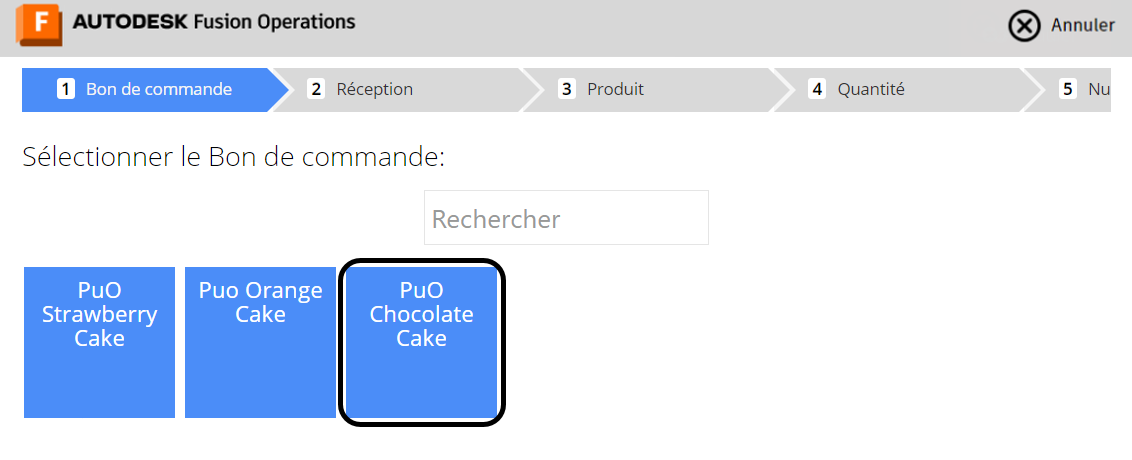 F AUTODESK Fusion Operations
Annuler
1 Bon de commande
2 Réception
3 Produit
4 Quantité
5 Nu
Sélectionner le Bon de commande:
Rechercher
PuO
Strawberry
Cake
Puo Orange
Cake
PuO
Chocolate
Cake